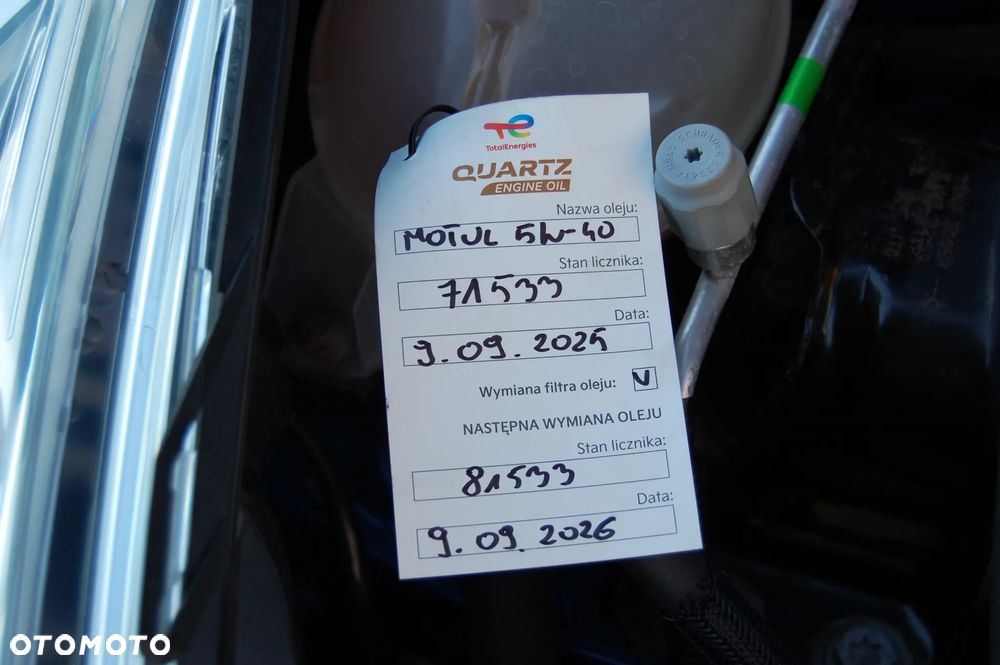 TotalEnergies
QUARTZ
ENGINE OIL
Nazwa oleju:
MOTUL 5W-40
Stan licznika:
71533
Data:
9.09.2025
Wymiana filtra oleju: V
NASTĘPNA WYMIANA OLEJU
Stan licznika:
81533
Data:
9.09.2026
SCHRADER
OTOMOTO